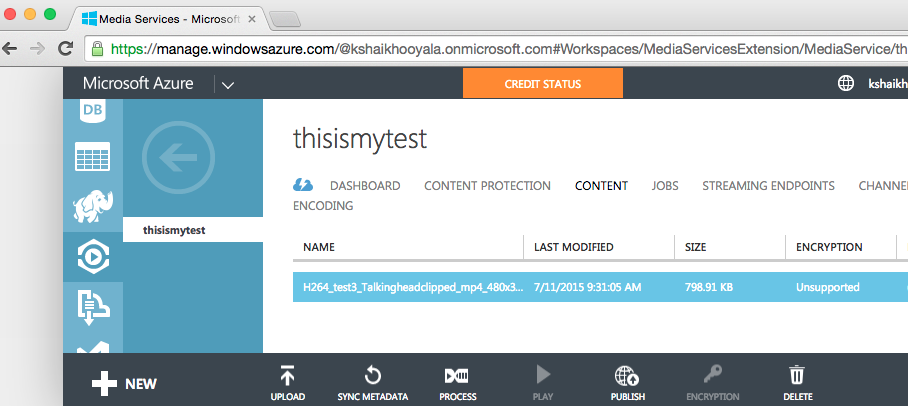 Media Services - Microsof
https://manage.windowsazure.com/@kshaikhooyala.onmicrosoft.com#Workspaces/MediaServicesExtension/MediaService/th
Microsoft Azure
CREDIT STATUS
kshaikh
DB
thisismytest
DASHBOARD CONTENT PROTECTION CONTENT JOBS STREAMING ENDPOINTS CHANNE
ENCODING
thisismytest
NAME LAST MODIFIED SIZE ENCRYPTION
H264_test3_Talkingheadclipped_mp4_480x3... 7/11/2015 9:31:05 AM 798.91 KB Unsupported
NEW
UPLOAD SYNC METADATA PROCESS PLAY PUBLISH ENCRYPTION DELETE